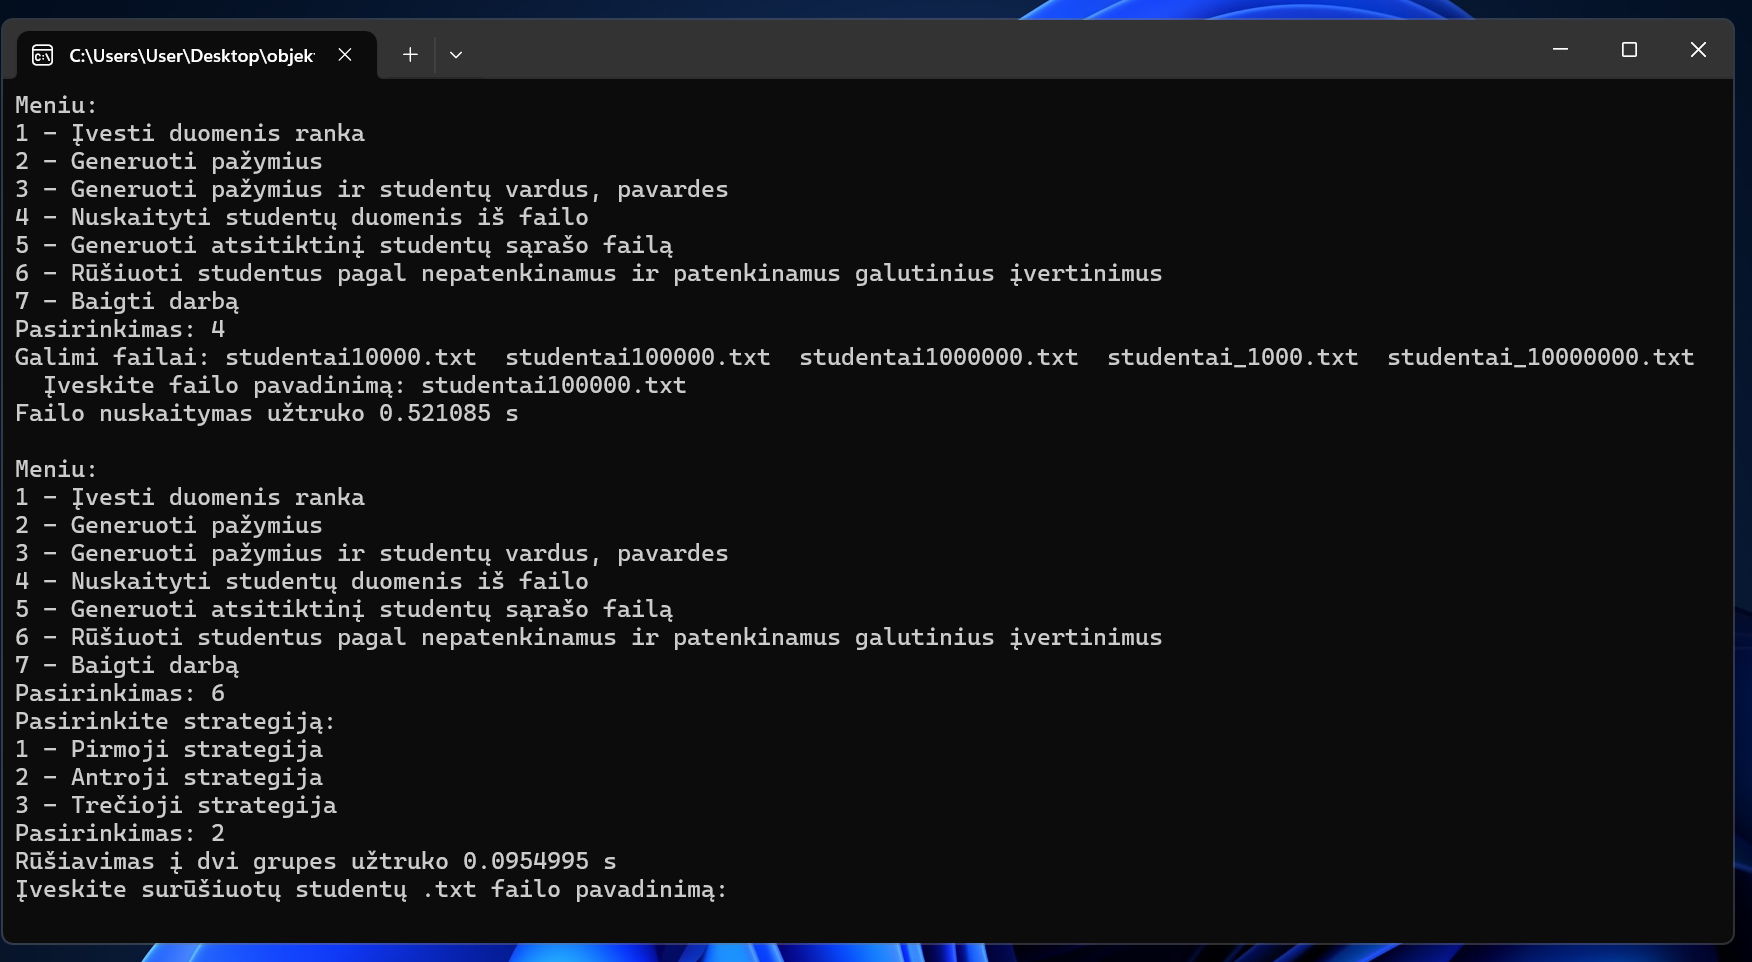 C:\Users\User\Desktop\objek
Meniu:
1 - Įvesti duomenis ranka
2 - Generuoti pažymius
3 - Generuoti pažymius ir studentų vardus, pavardes
4 - Nuskaityti studentų duomenis iš failo
5 - Generuoti atsitiktinį studentų sąrašo failą
6 - Rūšiuoti studentus pagal nepatenkinamus ir patenkinamus galutinius įvertinimus
7 - Baigti darbą
Pasirinkimas: 4
Galimi failai: studentai10000.txt  studentai100000.txt  studentai1000000.txt  studentai_1000.txt  studentai_10000000.txt
Įveskite failo pavadinimą: studentai100000.txt
Failo nuskaitymas užtruko 0.521085 s
Meniu:
1 - Įvesti duomenis ranka
2 - Generuoti pažymius
3 - Generuoti pažymius ir studentų vardus, pavardes
4 - Nuskaityti studentų duomenis iš failo
5 - Generuoti atsitiktinį studentų sąrašo failą
6 - Rūšiuoti studentus pagal nepatenkinamus ir patenkinamus galutinius įvertinimus
7 - Baigti darbą
Pasirinkimas: 6
Pasirinkite strategiją:
1 - Pirmoji strategija
2 - Antroji strategija
3 - Trečioji strategija
Pasirinkimas: 2
Rūšiavimas į dvi grupes užtruko 0.0954995 s
Įveskite surūšiuotų studentų .txt failo pavadinimą: